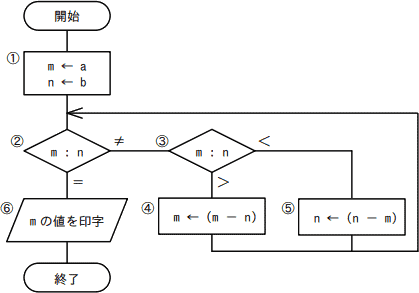 開始
①
m ← a
n ← b
②
m : n
≠
③
m : n
＜
＝
＞
⑥
mの値を印字
④
m ← (m − n)
⑤
n ← (n − m)
終了